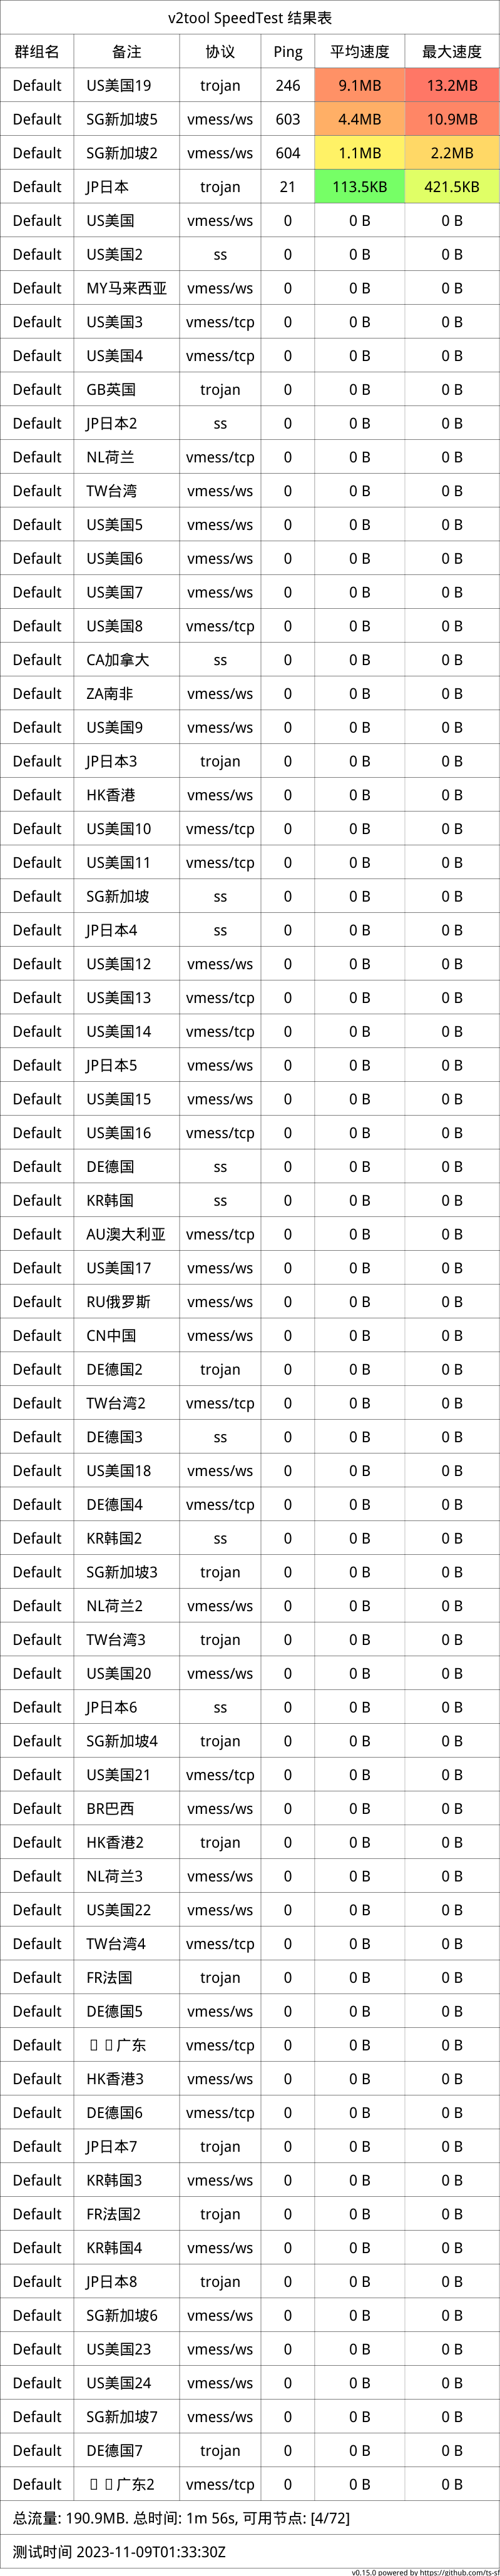 v2tool SpeedTest 结果表
群组名 备注 协议 Ping 平均速度 最大速度
Default US美国19 trojan 246 9.1MB 13.2MB
Default SG新加坡5 vmess/ws 603 4.4MB 10.9MB
Default SG新加坡2 vmess/ws 604 1.1MB 2.2MB
Default JP日本 trojan 21 113.5KB 421.5KB
Default US美国 vmess/ws 0 0 B 0 B
Default US美国2 ss 0 0 B 0 B
Default MY马来西亚 vmess/ws 0 0 B 0 B
Default US美国3 vmess/tcp 0 0 B 0 B
Default US美国4 vmess/tcp 0 0 B 0 B
Default GB英国 trojan 0 0 B 0 B
Default JP日本2 ss 0 0 B 0 B
Default NL荷兰 vmess/tcp 0 0 B 0 B
Default TW台湾 vmess/ws 0 0 B 0 B
Default US美国5 vmess/ws 0 0 B 0 B
Default US美国6 vmess/ws 0 0 B 0 B
Default US美国7 vmess/ws 0 0 B 0 B
Default US美国8 vmess/tcp 0 0 B 0 B
Default CA加拿大 ss 0 0 B 0 B
Default ZA南非 vmess/ws 0 0 B 0 B
Default US美国9 vmess/ws 0 0 B 0 B
Default JP日本3 trojan 0 0 B 0 B
Default HK香港 vmess/ws 0 0 B 0 B
Default US美国10 vmess/tcp 0 0 B 0 B
Default US美国11 vmess/tcp 0 0 B 0 B
Default SG新加坡 ss 0 0 B 0 B
Default JP日本4 ss 0 0 B 0 B
Default US美国12 vmess/ws 0 0 B 0 B
Default US美国13 vmess/tcp 0 0 B 0 B
Default US美国14 vmess/tcp 0 0 B 0 B
Default JP日本5 vmess/ws 0 0 B 0 B
Default US美国15 vmess/ws 0 0 B 0 B
Default US美国16 vmess/tcp 0 0 B 0 B
Default DE德国 ss 0 0 B 0 B
Default KR韩国 ss 0 0 B 0 B
Default AU澳大利亚 vmess/tcp 0 0 B 0 B
Default US美国17 vmess/ws 0 0 B 0 B
Default RU俄罗斯 vmess/ws 0 0 B 0 B
Default CN中国 vmess/ws 0 0 B 0 B
Default DE德国2 trojan 0 0 B 0 B
Default TW台湾2 vmess/tcp 0 0 B 0 B
Default DE德国3 ss 0 0 B 0 B
Default US美国18 vmess/ws 0 0 B 0 B
Default DE德国4 vmess/tcp 0 0 B 0 B
Default KR韩国2 ss 0 0 B 0 B
Default SG新加坡3 trojan 0 0 B 0 B
Default NL荷兰2 vmess/ws 0 0 B 0 B
Default TW台湾3 trojan 0 0 B 0 B
Default US美国20 vmess/ws 0 0 B 0 B
Default JP日本6 ss 0 0 B 0 B
Default SG新加坡4 trojan 0 0 B 0 B
Default US美国21 vmess/tcp 0 0 B 0 B
Default BR巴西 vmess/ws 0 0 B 0 B
Default HK香港2 trojan 0 0 B 0 B
Default NL荷兰3 vmess/ws 0 0 B 0 B
Default US美国22 vmess/ws 0 0 B 0 B
Default TW台湾4 vmess/tcp 0 0 B 0 B
Default FR法国 trojan 0 0 B 0 B
Default DE德国5 vmess/ws 0 0 B 0 B
Default 广东 vmess/tcp 0 0 B 0 B
Default HK香港3 vmess/ws 0 0 B 0 B
Default DE德国6 vmess/tcp 0 0 B 0 B
Default JP日本7 trojan 0 0 B 0 B
Default KR韩国3 vmess/ws 0 0 B 0 B
Default FR法国2 trojan 0 0 B 0 B
Default KR韩国4 vmess/ws 0 0 B 0 B
Default JP日本8 trojan 0 0 B 0 B
Default SG新加坡6 vmess/ws 0 0 B 0 B
Default US美国23 vmess/ws 0 0 B 0 B
Default US美国24 vmess/ws 0 0 B 0 B
Default SG新加坡7 vmess/ws 0 0 B 0 B
Default DE德国7 trojan 0 0 B 0 B
Default 广东2 vmess/tcp 0 0 B 0 B
总流量: 190.9MB. 总时间: 1m 56s, 可用节点: [4/72]
测试时间 2023-11-09T01:33:30Z
v0.15.0 powered by https://github.com/ts-sf